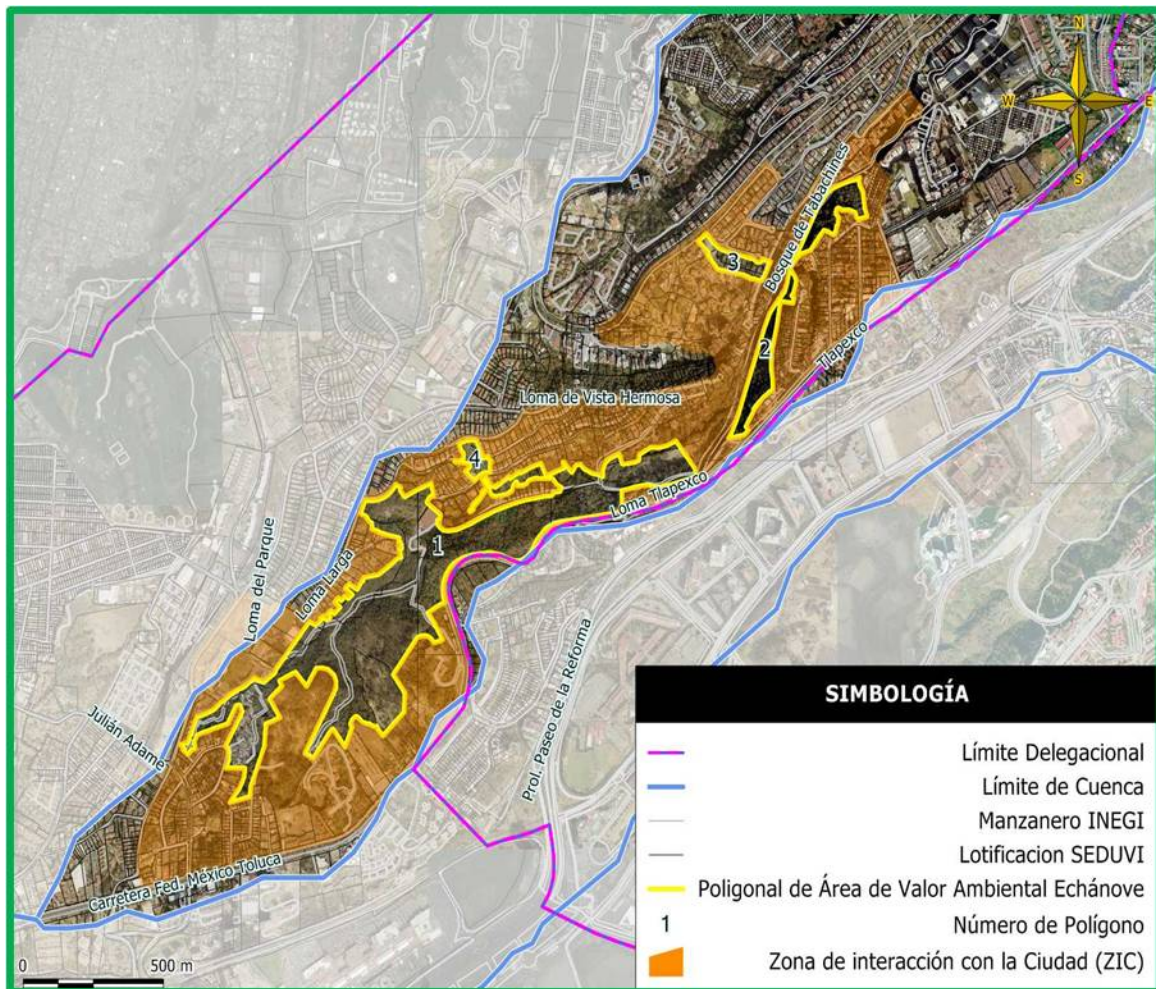 N
W
E
S
Bosque de Tabachines
3
2
Tlapexco
Loma de Vista Hermosa
4
Loma Tlapexco
1
Loma Larga
Loma del Parque
Julián Adame
Prol. Paseo de la Reforma
Carretera Fed. México Toluca
0 500 m
SIMBOLOGÍA
Límite Delegacional
Límite de Cuenca
Manzanero INEGI
Lotificacion SEDUVI
Poligonal de Área de Valor Ambiental Echánove
1 Número de Polígono
Zona de interacción con la Ciudad (ZIC)